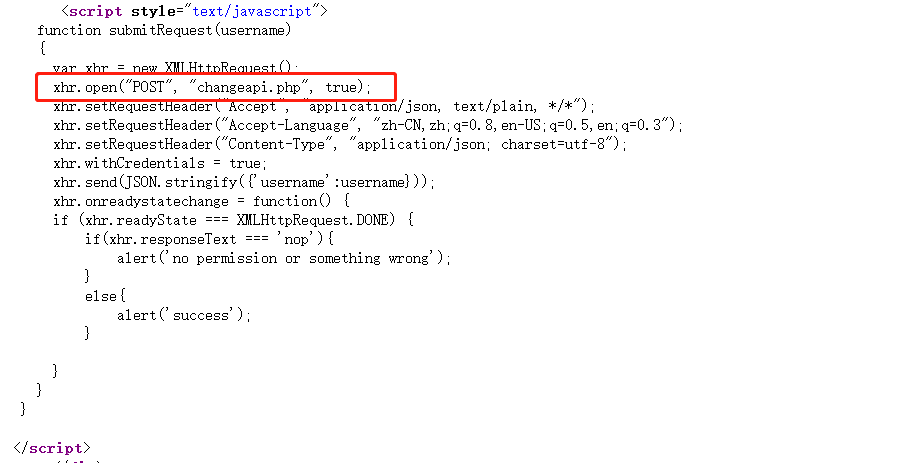 <script style="text/javascript">
function submitRequest(username)
{
var xhr = new XMLHttpRequest();
xhr.open("POST", "changeapi.php", true);
xhr.setRequestHeader("Accept", "application/json, text/plain, */*");
xhr.setRequestHeader("Accept-Language", "zh-CN,zh;q=0.8,en-US;q=0.5,en;q=0.3");
xhr.setRequestHeader("Content-Type", "application/json; charset=utf-8");
xhr.withCredentials = true;
xhr.send(JSON.stringify({'username':username}));
xhr.onreadystatechange = function() {
if (xhr.readyState === XMLHttpRequest.DONE) {
if(xhr.responseText === 'nop'){
alert('no permission or something wrong');
}
else{
alert('success');
}
}
}
}
</script>